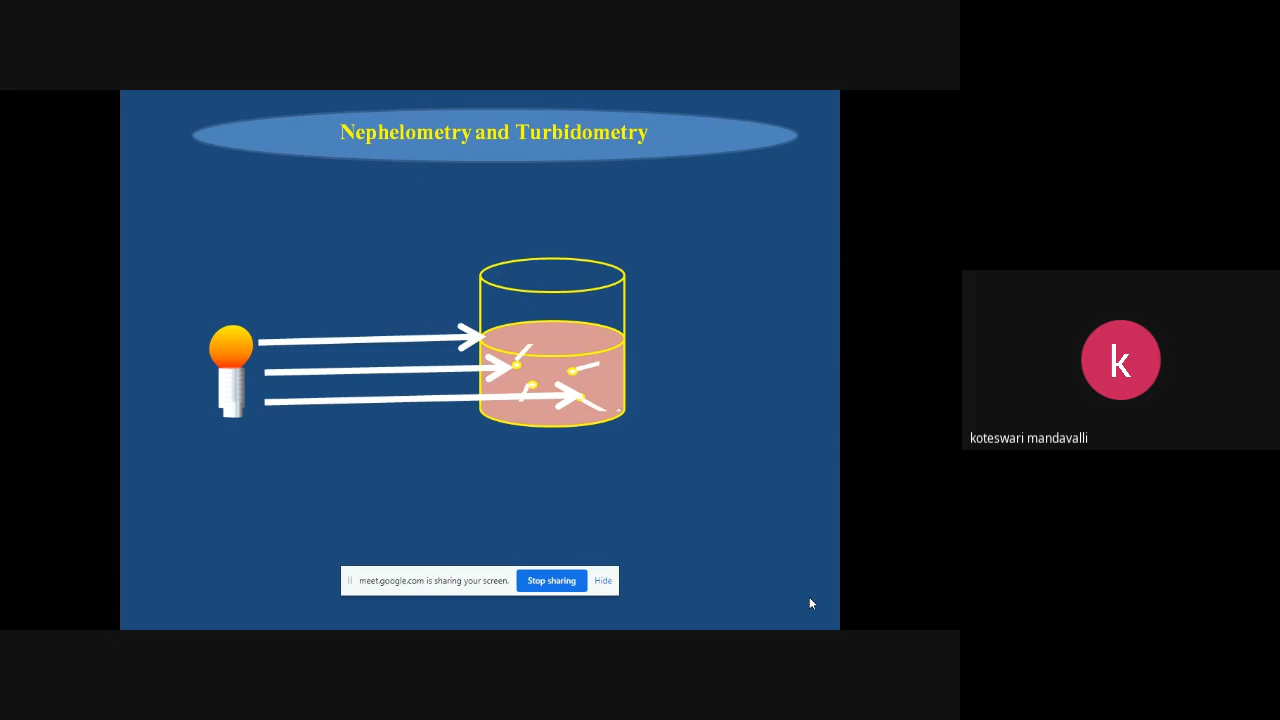 Nephelometry and Turbidometry
k
koteswari mandavalli
meet.google.com is sharing your screen. Stop sharing Hide